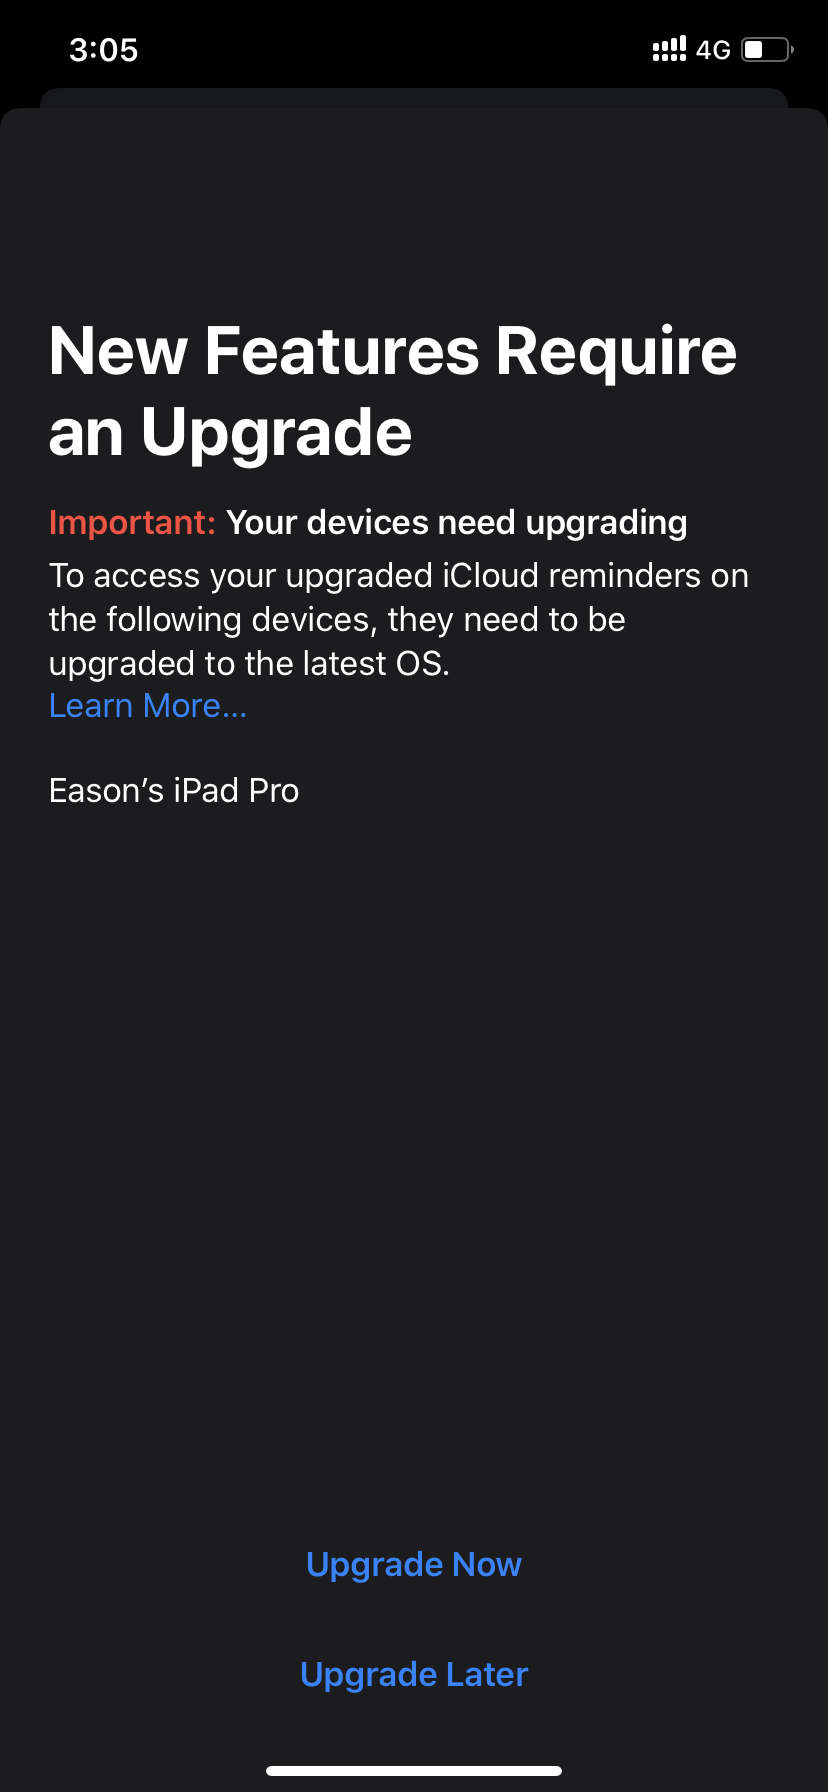 3:05
4G
New Features Require
an Upgrade
Important: Your devices need upgrading
To access your upgraded iCloud reminders on
the following devices, they need to be
upgraded to the latest OS.
Learn More...
Eason’s iPad Pro
Upgrade Now
Upgrade Later